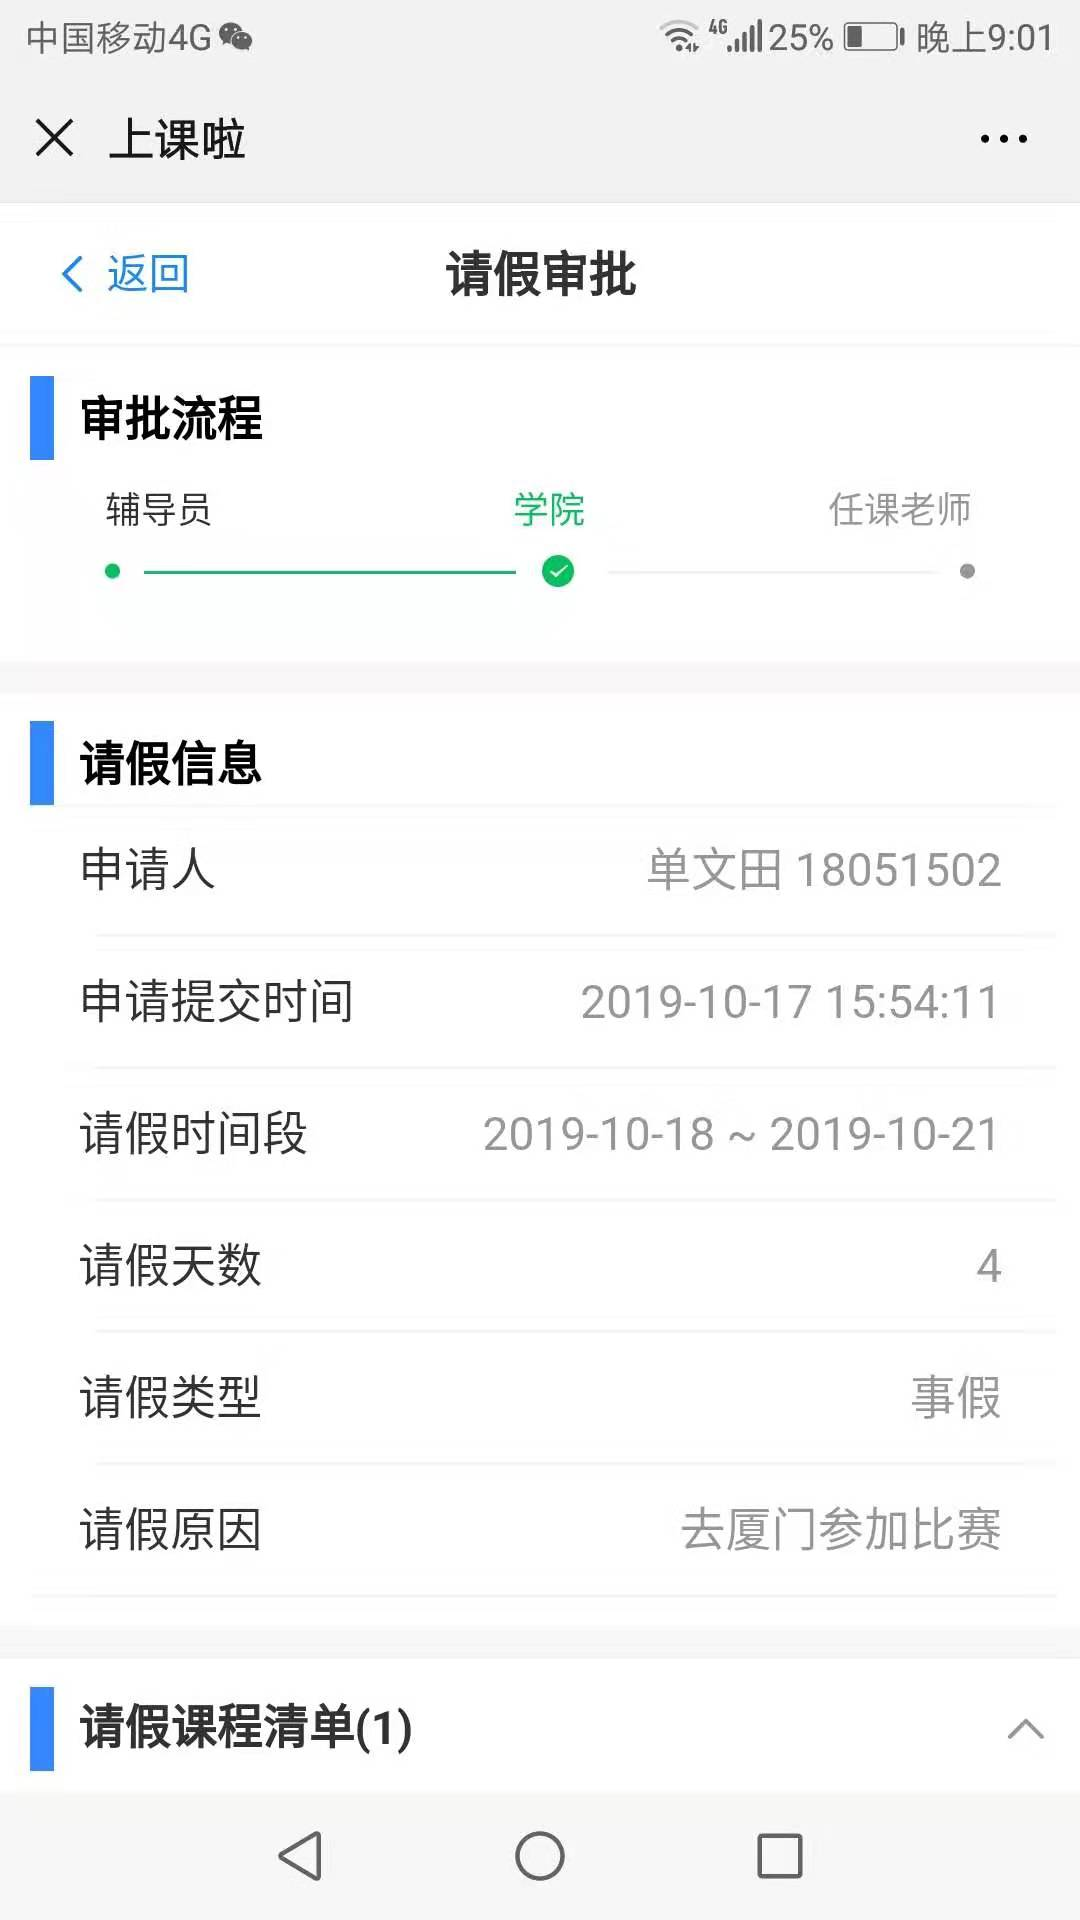 中国移动4G 4G 25% 晚上9:01
上课啦
返回 请假审批
审批流程
辅导员 学院 任课老师
请假信息
申请人 单文田 18051502
申请提交时间 2019-10-17 15:54:11
请假时间段 2019-10-18 ~ 2019-10-21
请假天数 4
请假类型 事假
请假原因 去厦门参加比赛
请假课程清单(1)